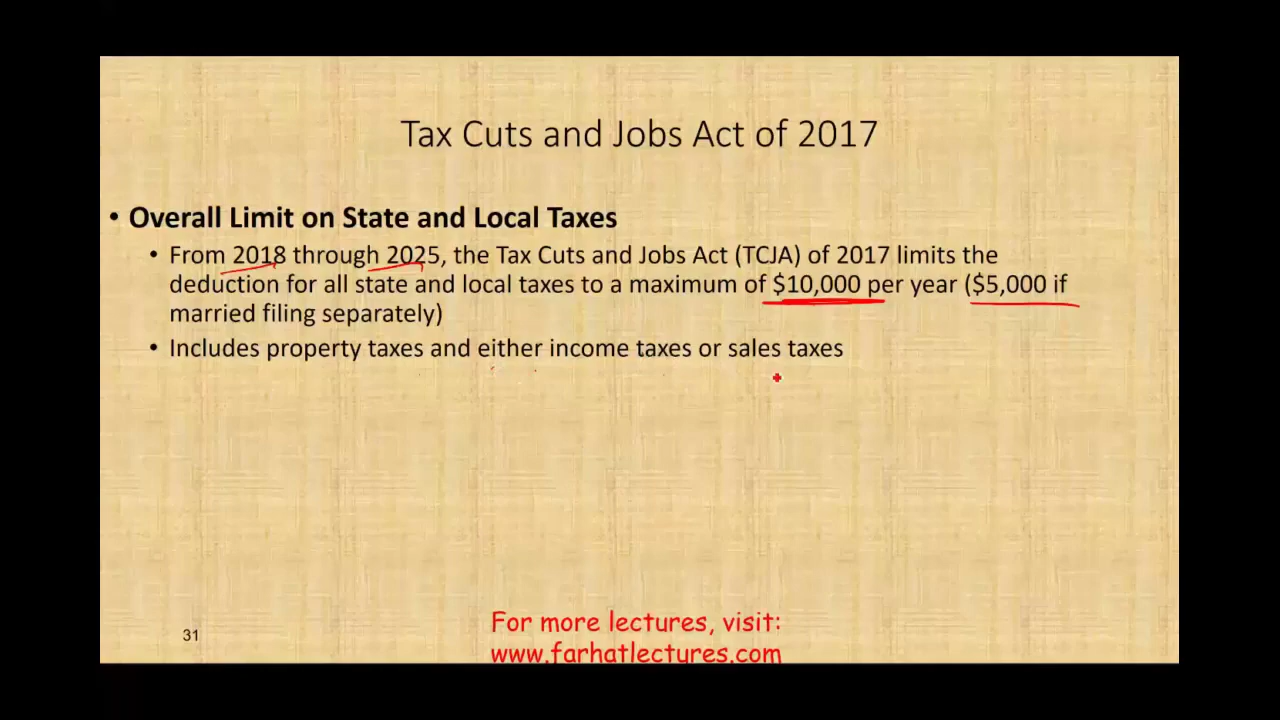 Tax Cuts and Jobs Act of 2017
• Overall Limit on State and Local Taxes
• From 2018 through 2025, the Tax Cuts and Jobs Act (TCJA) of 2017 limits the
deduction for all state and local taxes to a maximum of $10,000 per year ($5,000 if
married filing separately)
• Includes property taxes and either income taxes or sales taxes
For more lectures, visit:
31
www.farhatlectures.com